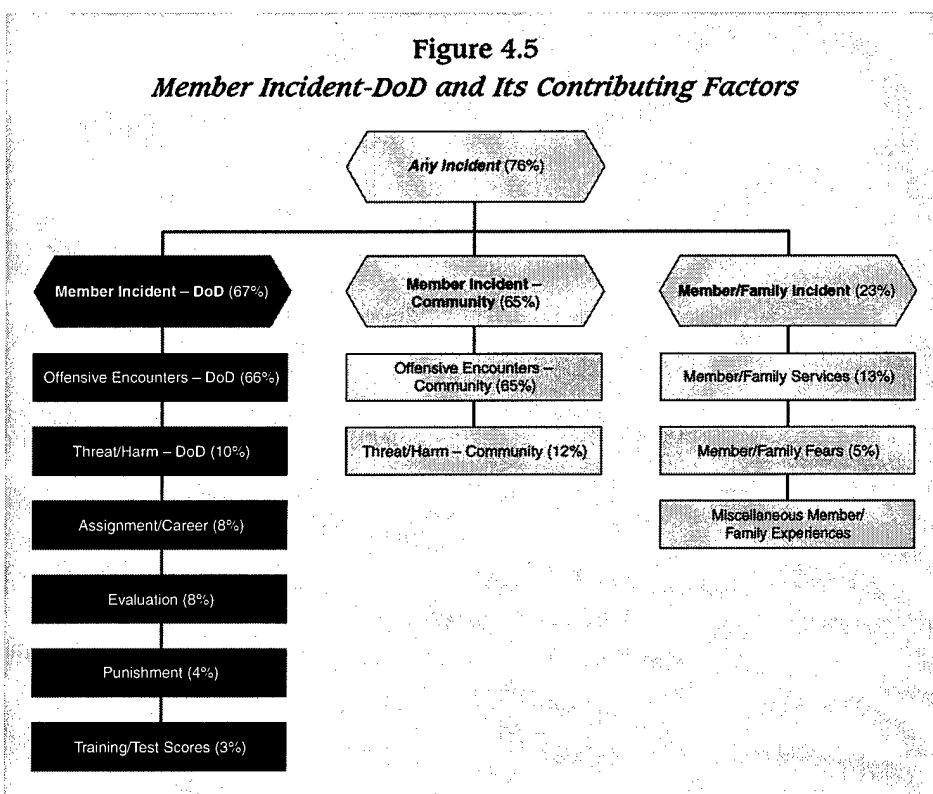 Figure 4.5
Member Incident-DoD and Its Contributing Factors
Any Incident (76%)
Member Incident – DoD (67%)
Offensive Encounters – DoD (66%)
Threat/Harm – DoD (10%)
Assignment/Career (8%)
Evaluation (8%)
Punishment (4%)
Training/Test Scores (3%)
Member Incident –
Community (65%)
Offensive Encounters –
Community (65%)
Threat/Harm – Community (12%)
Member/Family Incident (23%)
Member/Family Services (13%)
Member/Family Fears (5%)
Miscellaneous Member/
Family Experiences